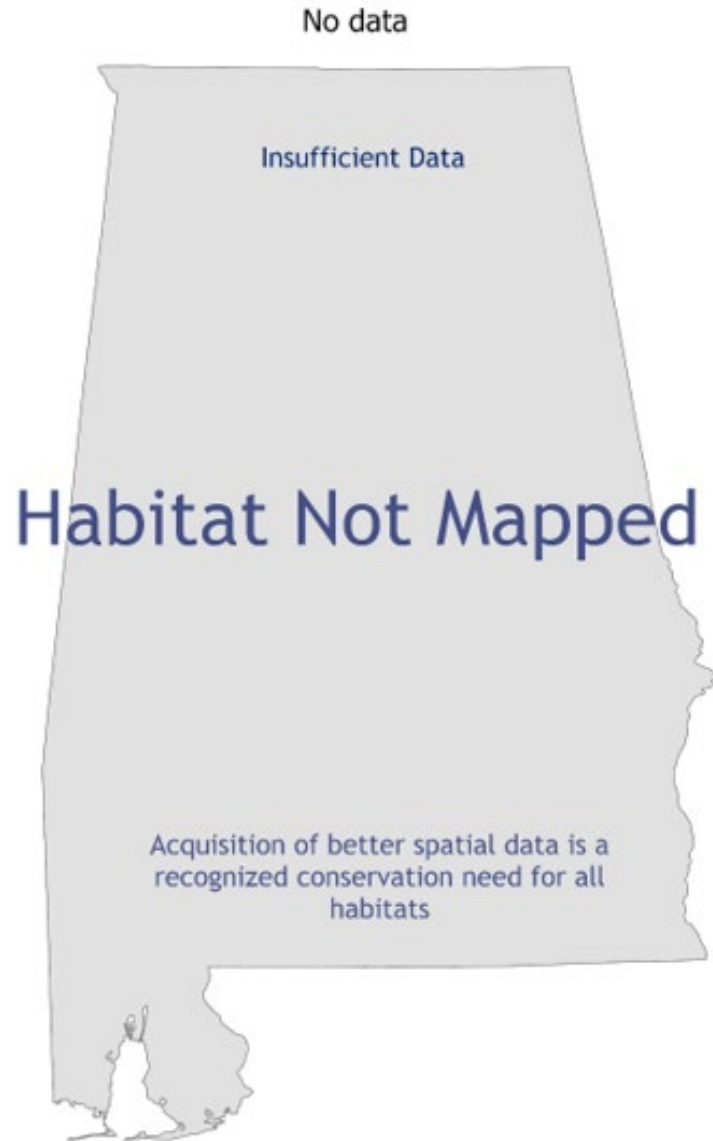 No data
Insufficient Data
Habitat Not Mapped
Acquisition of better spatial data is a
recognized conservation need for all
habitats